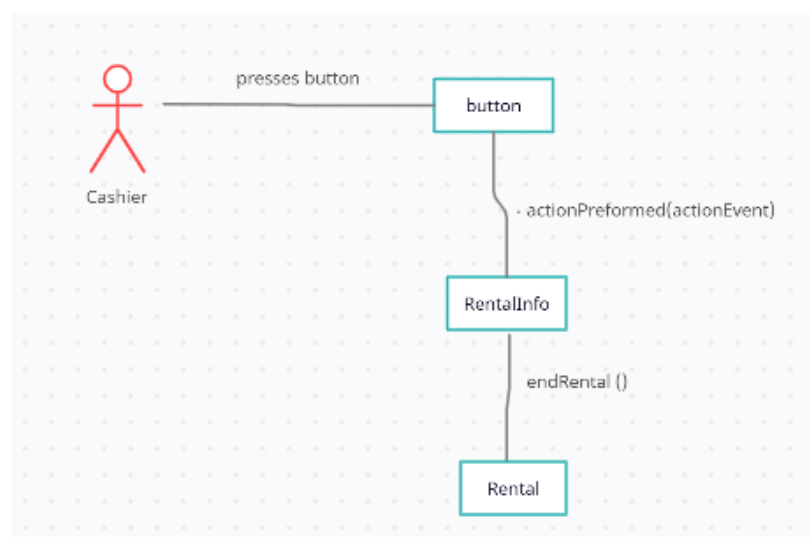 presses button
button
Cashier
- actionPreformed(actionEvent)
RentalInfo
endRental ()
Rental